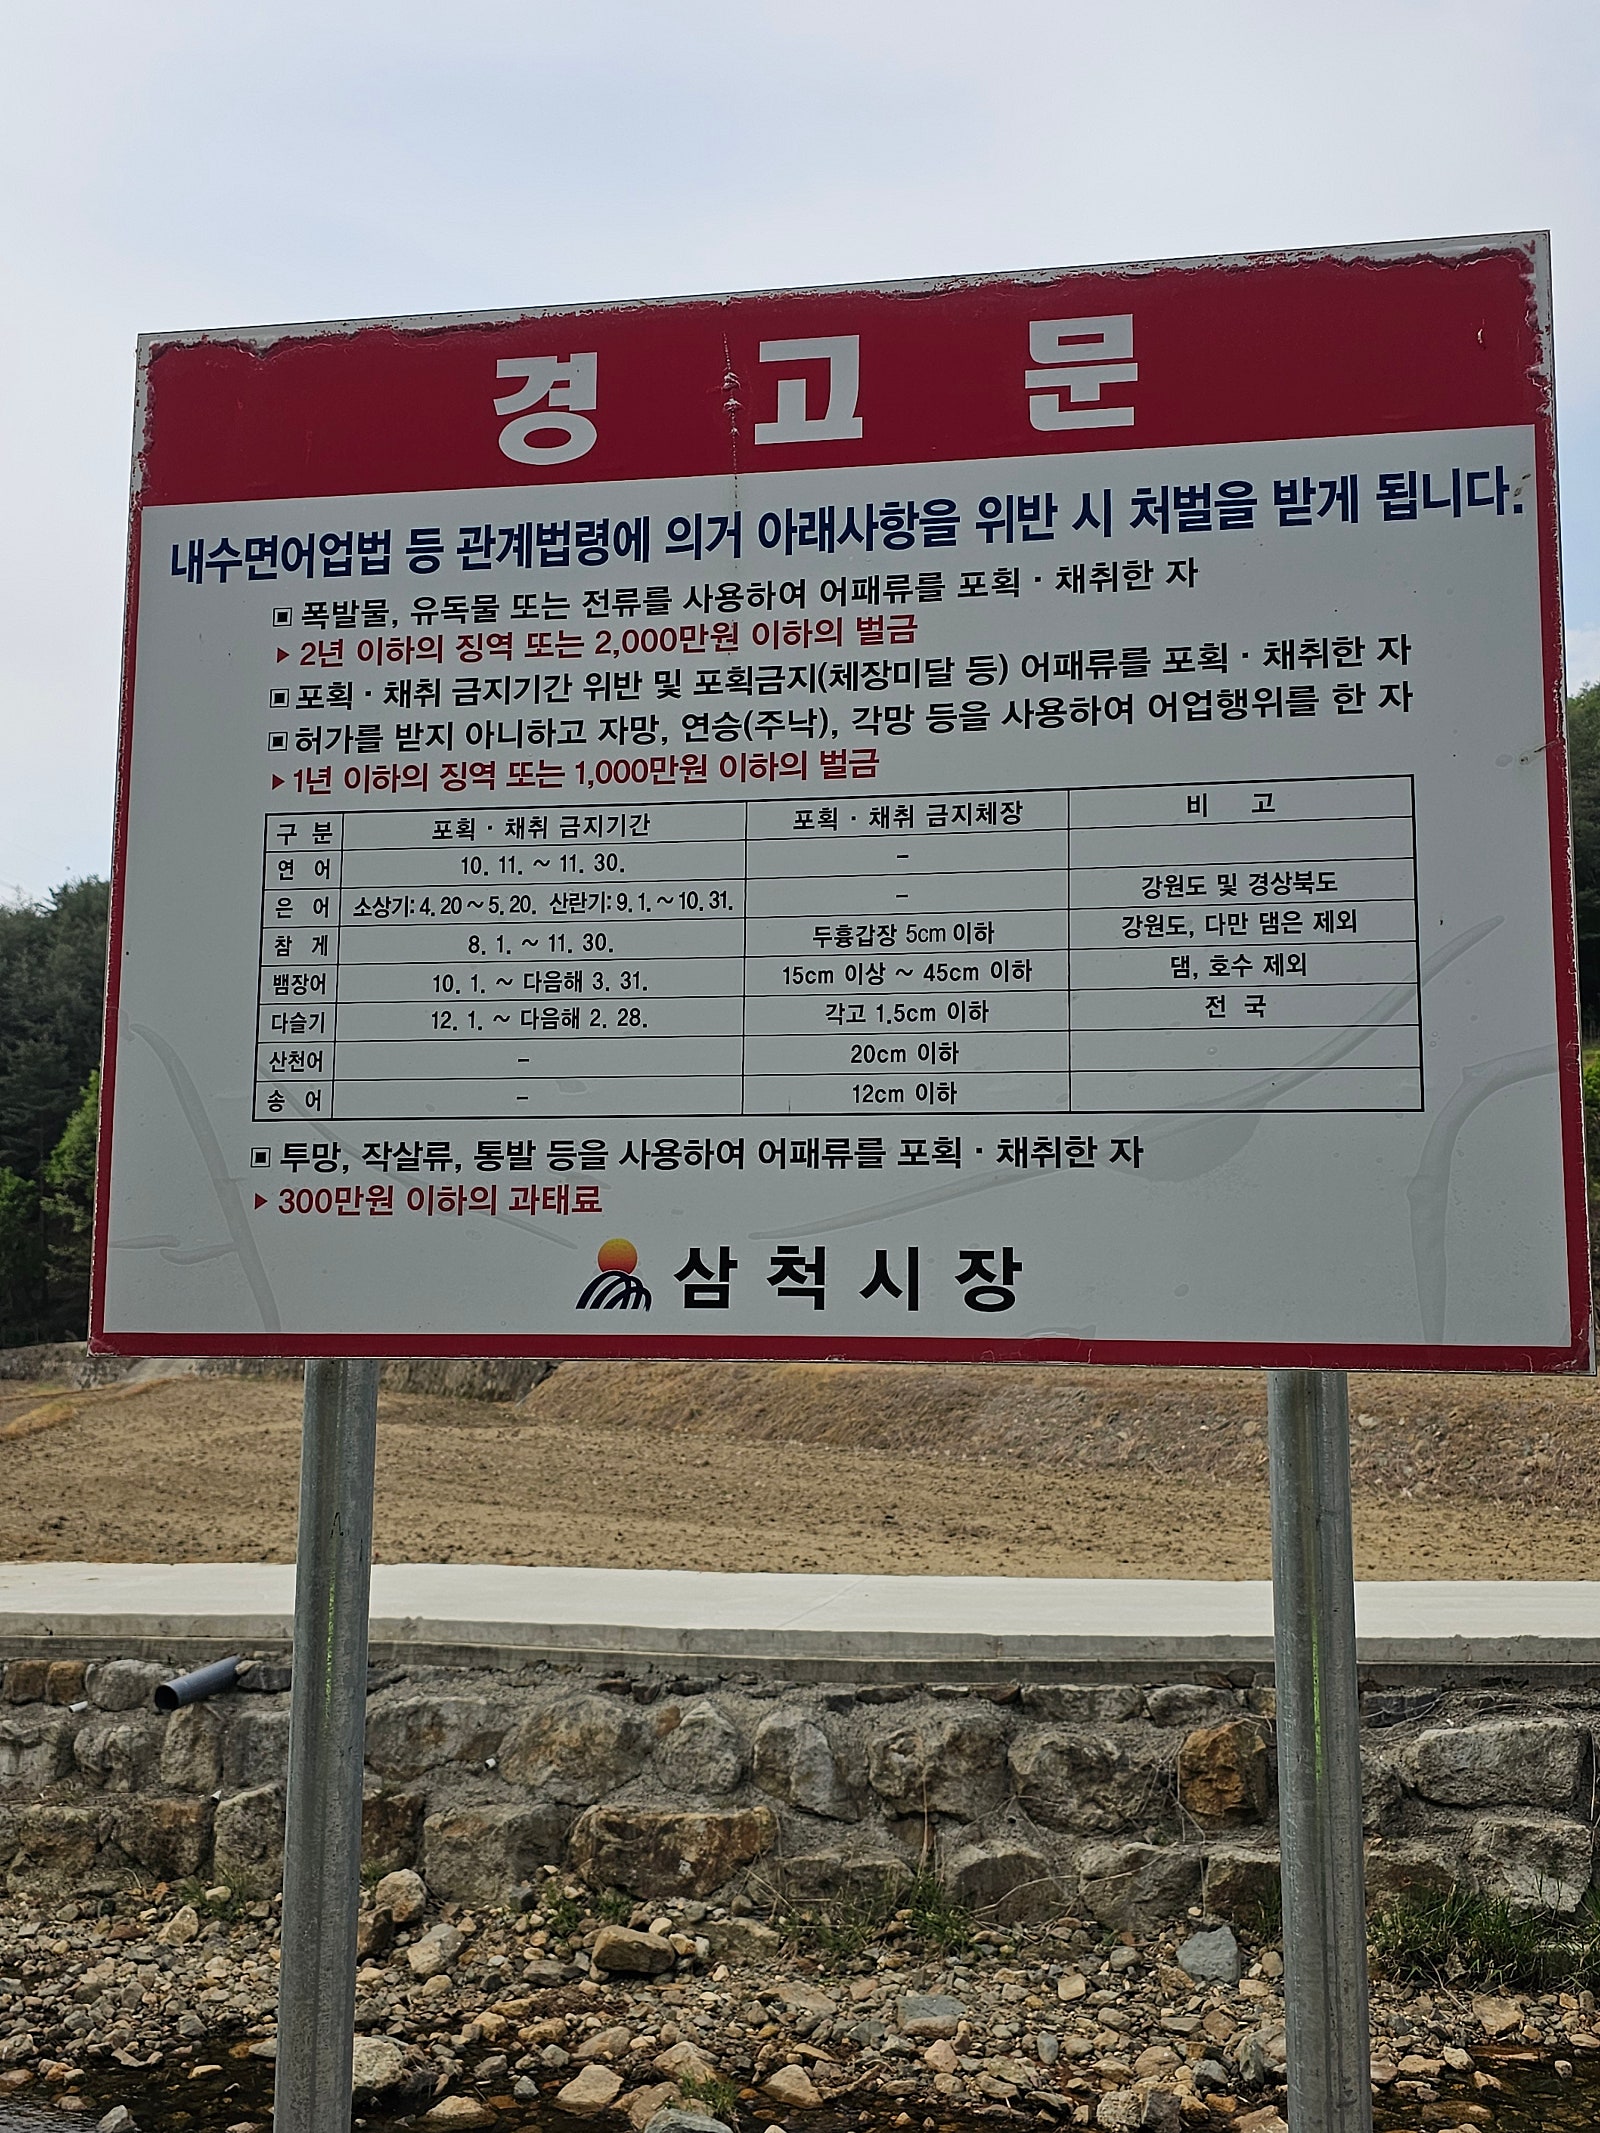 경고문
내수면어업법 등 관계법령에 의거 아래사항을 위반 시 처벌을 받게 됩니다.
▣ 폭발물, 유독물 또는 전류를 사용하여 어패류를 포획·채취한 자
▶ 2년 이하의 징역 또는 2,000만원 이하의 벌금
▣ 포획·채취 금지기간 위반 및 포획금지(체장미달 등) 어패류를 포획·채취한 자
▣ 허가를 받지 아니하고 자망, 연승(주낙), 각망 등을 사용하여 어업행위를 한 자
▶ 1년 이하의 징역 또는 1,000만원 이하의 벌금
구 분 포획·채취 금지기간 포획·채취 금지체장 비 고
연 어 10. 11. ~ 11. 30. -
은 어 소상기: 4. 20 ~ 5. 20. 산란기: 9. 1. ~ 10. 31. - 강원도 및 경상북도
참 게 8. 1. ~ 11. 30. 두흉갑장 5cm 이하 강원도, 다만 댐은 제외
뱀장어 10. 1. ~ 다음해 3. 31. 15cm 이상 ~ 45cm 이하 댐, 호수 제외
다슬기 12. 1. ~ 다음해 2. 28. 각고 1.5cm 이하 전 국
산천어 - 20cm 이하
송 어 - 12cm 이하
▣ 투망, 작살류, 통발 등을 사용하여 어패류를 포획·채취한 자
▶ 300만원 이하의 과태료
삼척시장